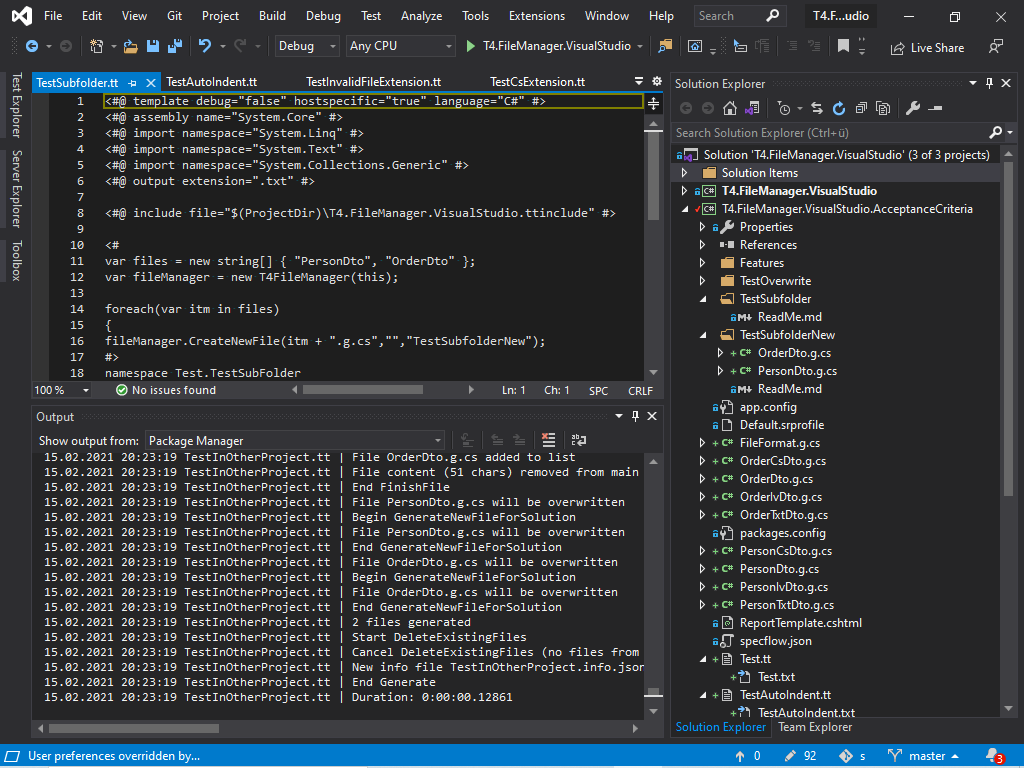 File Edit View Git Project Build Debug Test Analyze Tools Extensions Window Help Search T4.F...udio
Debug Any CPU T4.FileManager.VisualStudio Live Share
Test Explorer
Server Explorer
Toolbox
TestSubfolder.tt TestAutoIndent.tt TestInvalidFileExtension.tt TestCsExtension.tt
1 <#@ template debug="false" hostspecific="true" language="C#" #>
2 <#@ assembly name="System.Core" #>
3 <#@ import namespace="System.Linq" #>
4 <#@ import namespace="System.Text" #>
5 <#@ import namespace="System.Collections.Generic" #>
6 <#@ output extension=".txt" #>
7
8 <#@ include file="$(ProjectDir)\T4.FileManager.VisualStudio.ttinclude" #>
9
10 <#
11 var files = new string[] { "PersonDto", "OrderDto" };
12 var fileManager = new T4FileManager(this);
13
14 foreach(var itm in files)
15 {
16 fileManager.CreateNewFile(itm + ".g.cs","","TestSubfolderNew");
17 #>
18 namespace Test.TestSubFolder
100 % No issues found Ln: 1 Ch: 1 SPC CRLF
Output
Show output from: Package Manager
15.02.2021 20:23:19 TestInOtherProject.tt | File OrderDto.g.cs added to list
15.02.2021 20:23:19 TestInOtherProject.tt | File content (51 chars) removed from main
15.02.2021 20:23:19 TestInOtherProject.tt | End FinishFile
15.02.2021 20:23:19 TestInOtherProject.tt | File PersonDto.g.cs will be overwritten
15.02.2021 20:23:19 TestInOtherProject.tt | Begin GenerateNewFileForSolution
15.02.2021 20:23:19 TestInOtherProject.tt | File PersonDto.g.cs will be overwritten
15.02.2021 20:23:19 TestInOtherProject.tt | End GenerateNewFileForSolution
15.02.2021 20:23:19 TestInOtherProject.tt | File OrderDto.g.cs will be overwritten
15.02.2021 20:23:19 TestInOtherProject.tt | Begin GenerateNewFileForSolution
15.02.2021 20:23:19 TestInOtherProject.tt | File OrderDto.g.cs will be overwritten
15.02.2021 20:23:19 TestInOtherProject.tt | End GenerateNewFileForSolution
15.02.2021 20:23:19 TestInOtherProject.tt | 2 files generated
15.02.2021 20:23:19 TestInOtherProject.tt | Start DeleteExistingFiles
15.02.2021 20:23:19 TestInOtherProject.tt | Cancel DeleteExistingFiles (no files from
15.02.2021 20:23:19 TestInOtherProject.tt | New info file TestInOtherProject.info.json
15.02.2021 20:23:19 TestInOtherProject.tt | End Generate
15.02.2021 20:23:19 TestInOtherProject.tt | Duration: 0:00:00.12861
Solution Explorer
Search Solution Explorer (Ctrl+ü)
Solution 'T4.FileManager.VisualStudio' (3 of 3 projects)
Solution Items
C# T4.FileManager.VisualStudio
C# T4.FileManager.VisualStudio.AcceptanceCriteria
Properties
References
Features
TestOverwrite
TestSubfolder
M↓ ReadMe.md
TestSubfolderNew
C# OrderDto.g.cs
C# PersonDto.g.cs
M↓ ReadMe.md
app.config
Default.srprofile
C# FileFormat.g.cs
C# OrderCsDto.g.cs
C# OrderDto.g.cs
C# OrderIvDto.g.cs
C# OrderTxtDto.g.cs
packages.config
C# PersonCsDto.g.cs
C# PersonDto.g.cs
C# PersonIvDto.g.cs
C# PersonTxtDto.g.cs
ReportTemplate.cshtml
specflow.json
Test.tt
Test.txt
TestAutoIndent.tt
TestAutoIndent.txt
Solution Explorer Team Explorer
User preferences overridden by... 0 92 s master 3